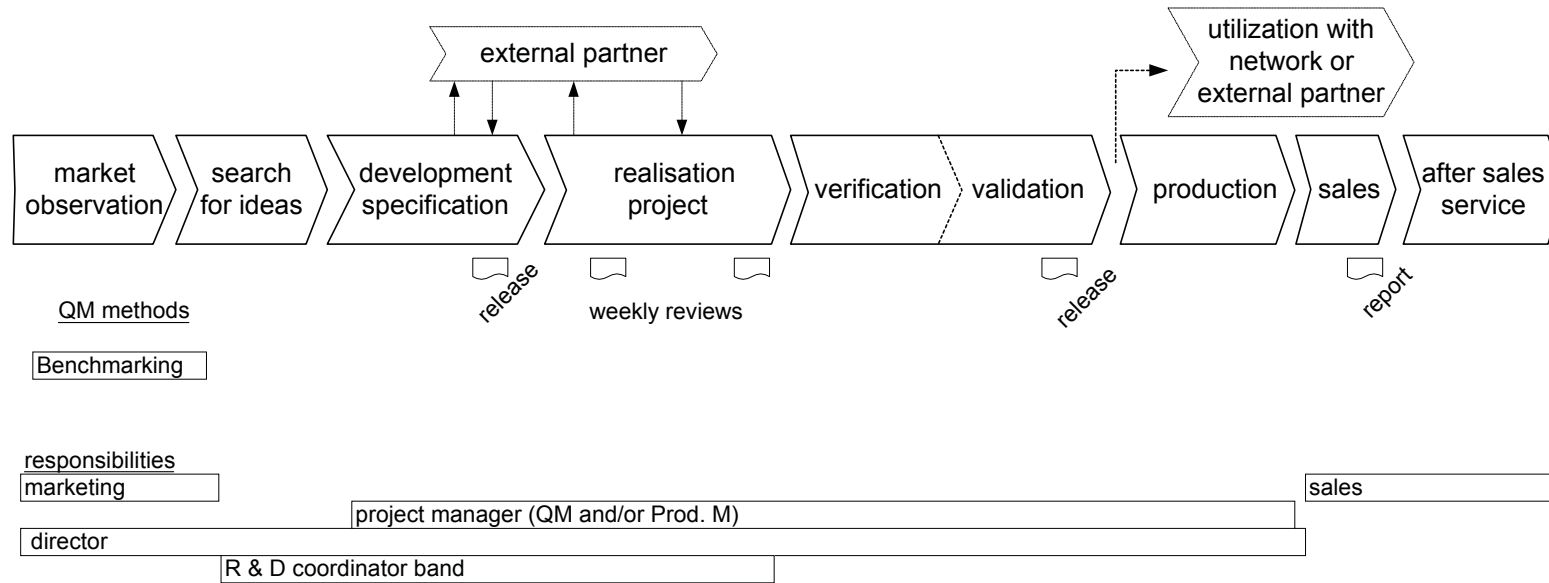 external partner
utilization with
network or
external partner
market
observation
search
for ideas
development
specification
realisation
project
verification
validation
production
sales
after sales
service
release
weekly reviews
release
report
QM methods
Benchmarking
responsibilities
marketing
sales
project manager (QM and/or Prod. M)
director
R & D coordinator band